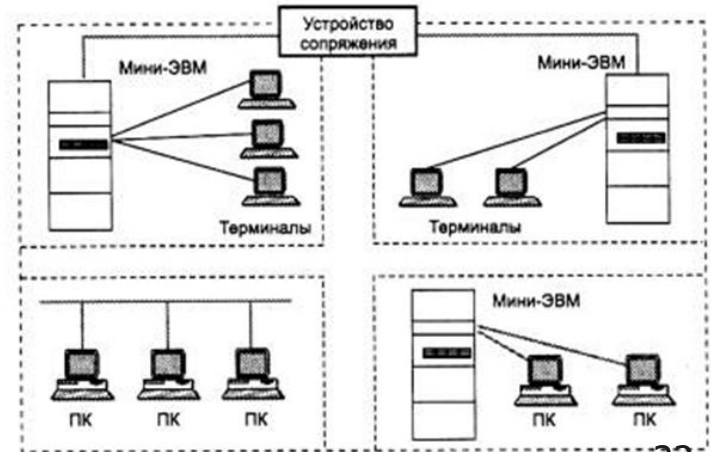 Устройство
сопряжения
Мини-ЭВМ
Мини-ЭВМ
Терминалы
Терминалы
Мини-ЭВМ
ПК ПК ПК
ПК ПК